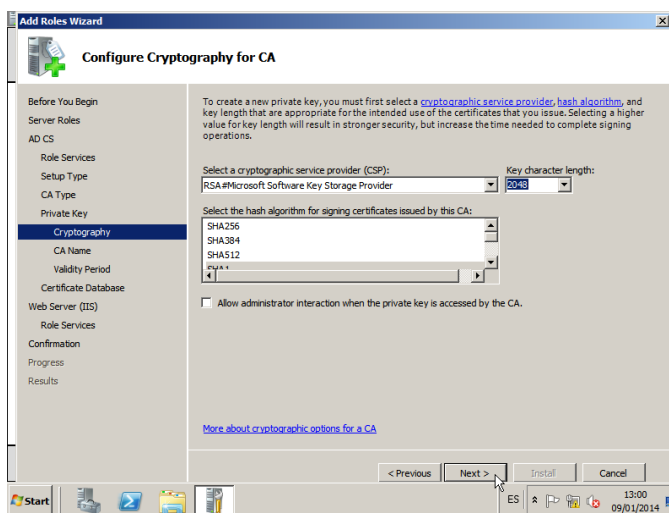 Add Roles Wizard
Configure Cryptography for CA
Before You Begin
Server Roles
AD CS
Role Services
Setup Type
CA Type
Private Key
Cryptography
CA Name
Validity Period
Certificate Database
Web Server (IIS)
Role Services
Confirmation
Progress
Results
To create a new private key, you must first select a cryptographic service provider, hash algorithm, and
key length that are appropriate for the intended use of the certificates that you issue. Selecting a higher
value for key length will result in stronger security, but increase the time needed to complete signing
operations.
Select a cryptographic service provider (CSP):
Key character length:
RSA#Microsoft Software Key Storage Provider
2048
Select the hash algorithm for signing certificates issued by this CA:
SHA256
SHA384
SHA512
SHA1
Allow administrator interaction when the private key is accessed by the CA.
More about cryptographic options for a CA
< Previous
Next >
Install
Cancel
Start
ES
13:00
09/01/2014